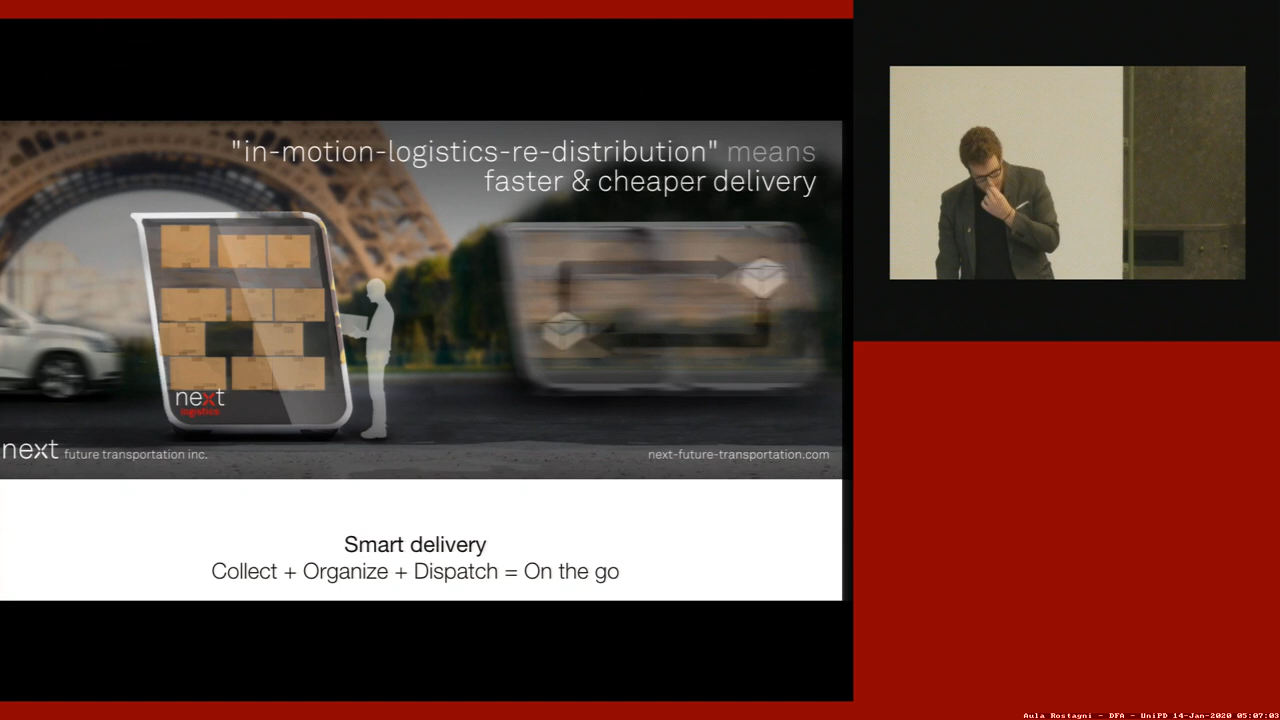 "in-motion-logistics-re-distribution" means
faster & cheaper delivery
next
logistics
next future transportation inc.
next-future-transportation.com
Smart delivery
Collect + Organize + Dispatch = On the go
Aula Rostagni - DFA - UniPD 14-Jan-2020 05:07:03